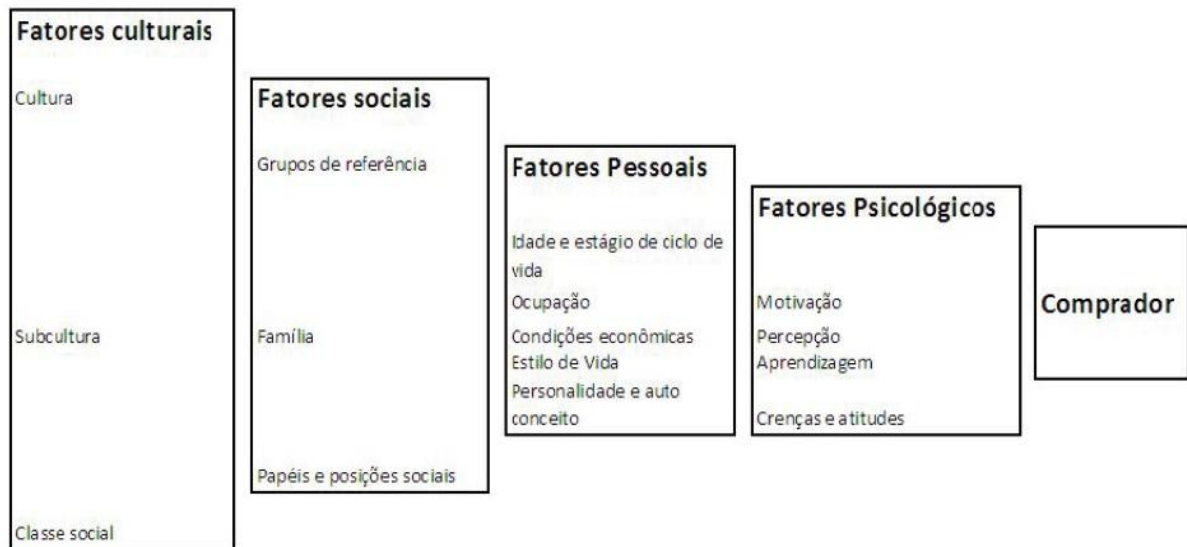 Fatores culturais
Cultura
Subcultura
Classe social
Fatores sociais
Grupos de referência
Família
Papéis e posições sociais
Fatores Pessoais
Idade e estágio de ciclo de
vida
Ocupação
Condições econômicas
Estilo de Vida
Personalidade e auto
conceito
Fatores Psicológicos
Motivação
Percepção
Aprendizagem
Crenças e atitudes
Comprador